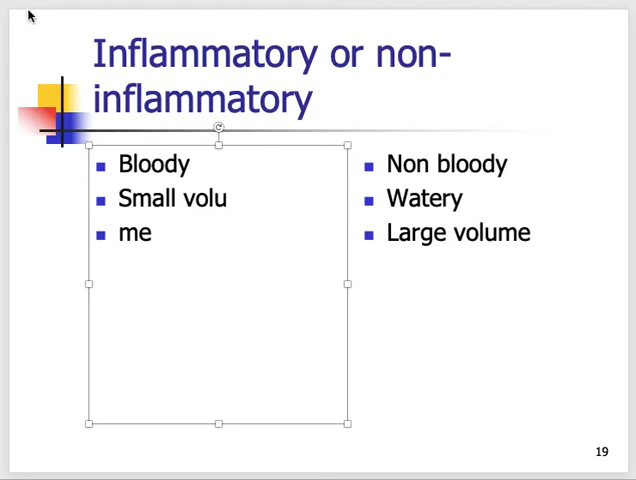 Inflammatory or non-
inflammatory
Bloody
Small volu
me
Non bloody
Watery
Large volume
19